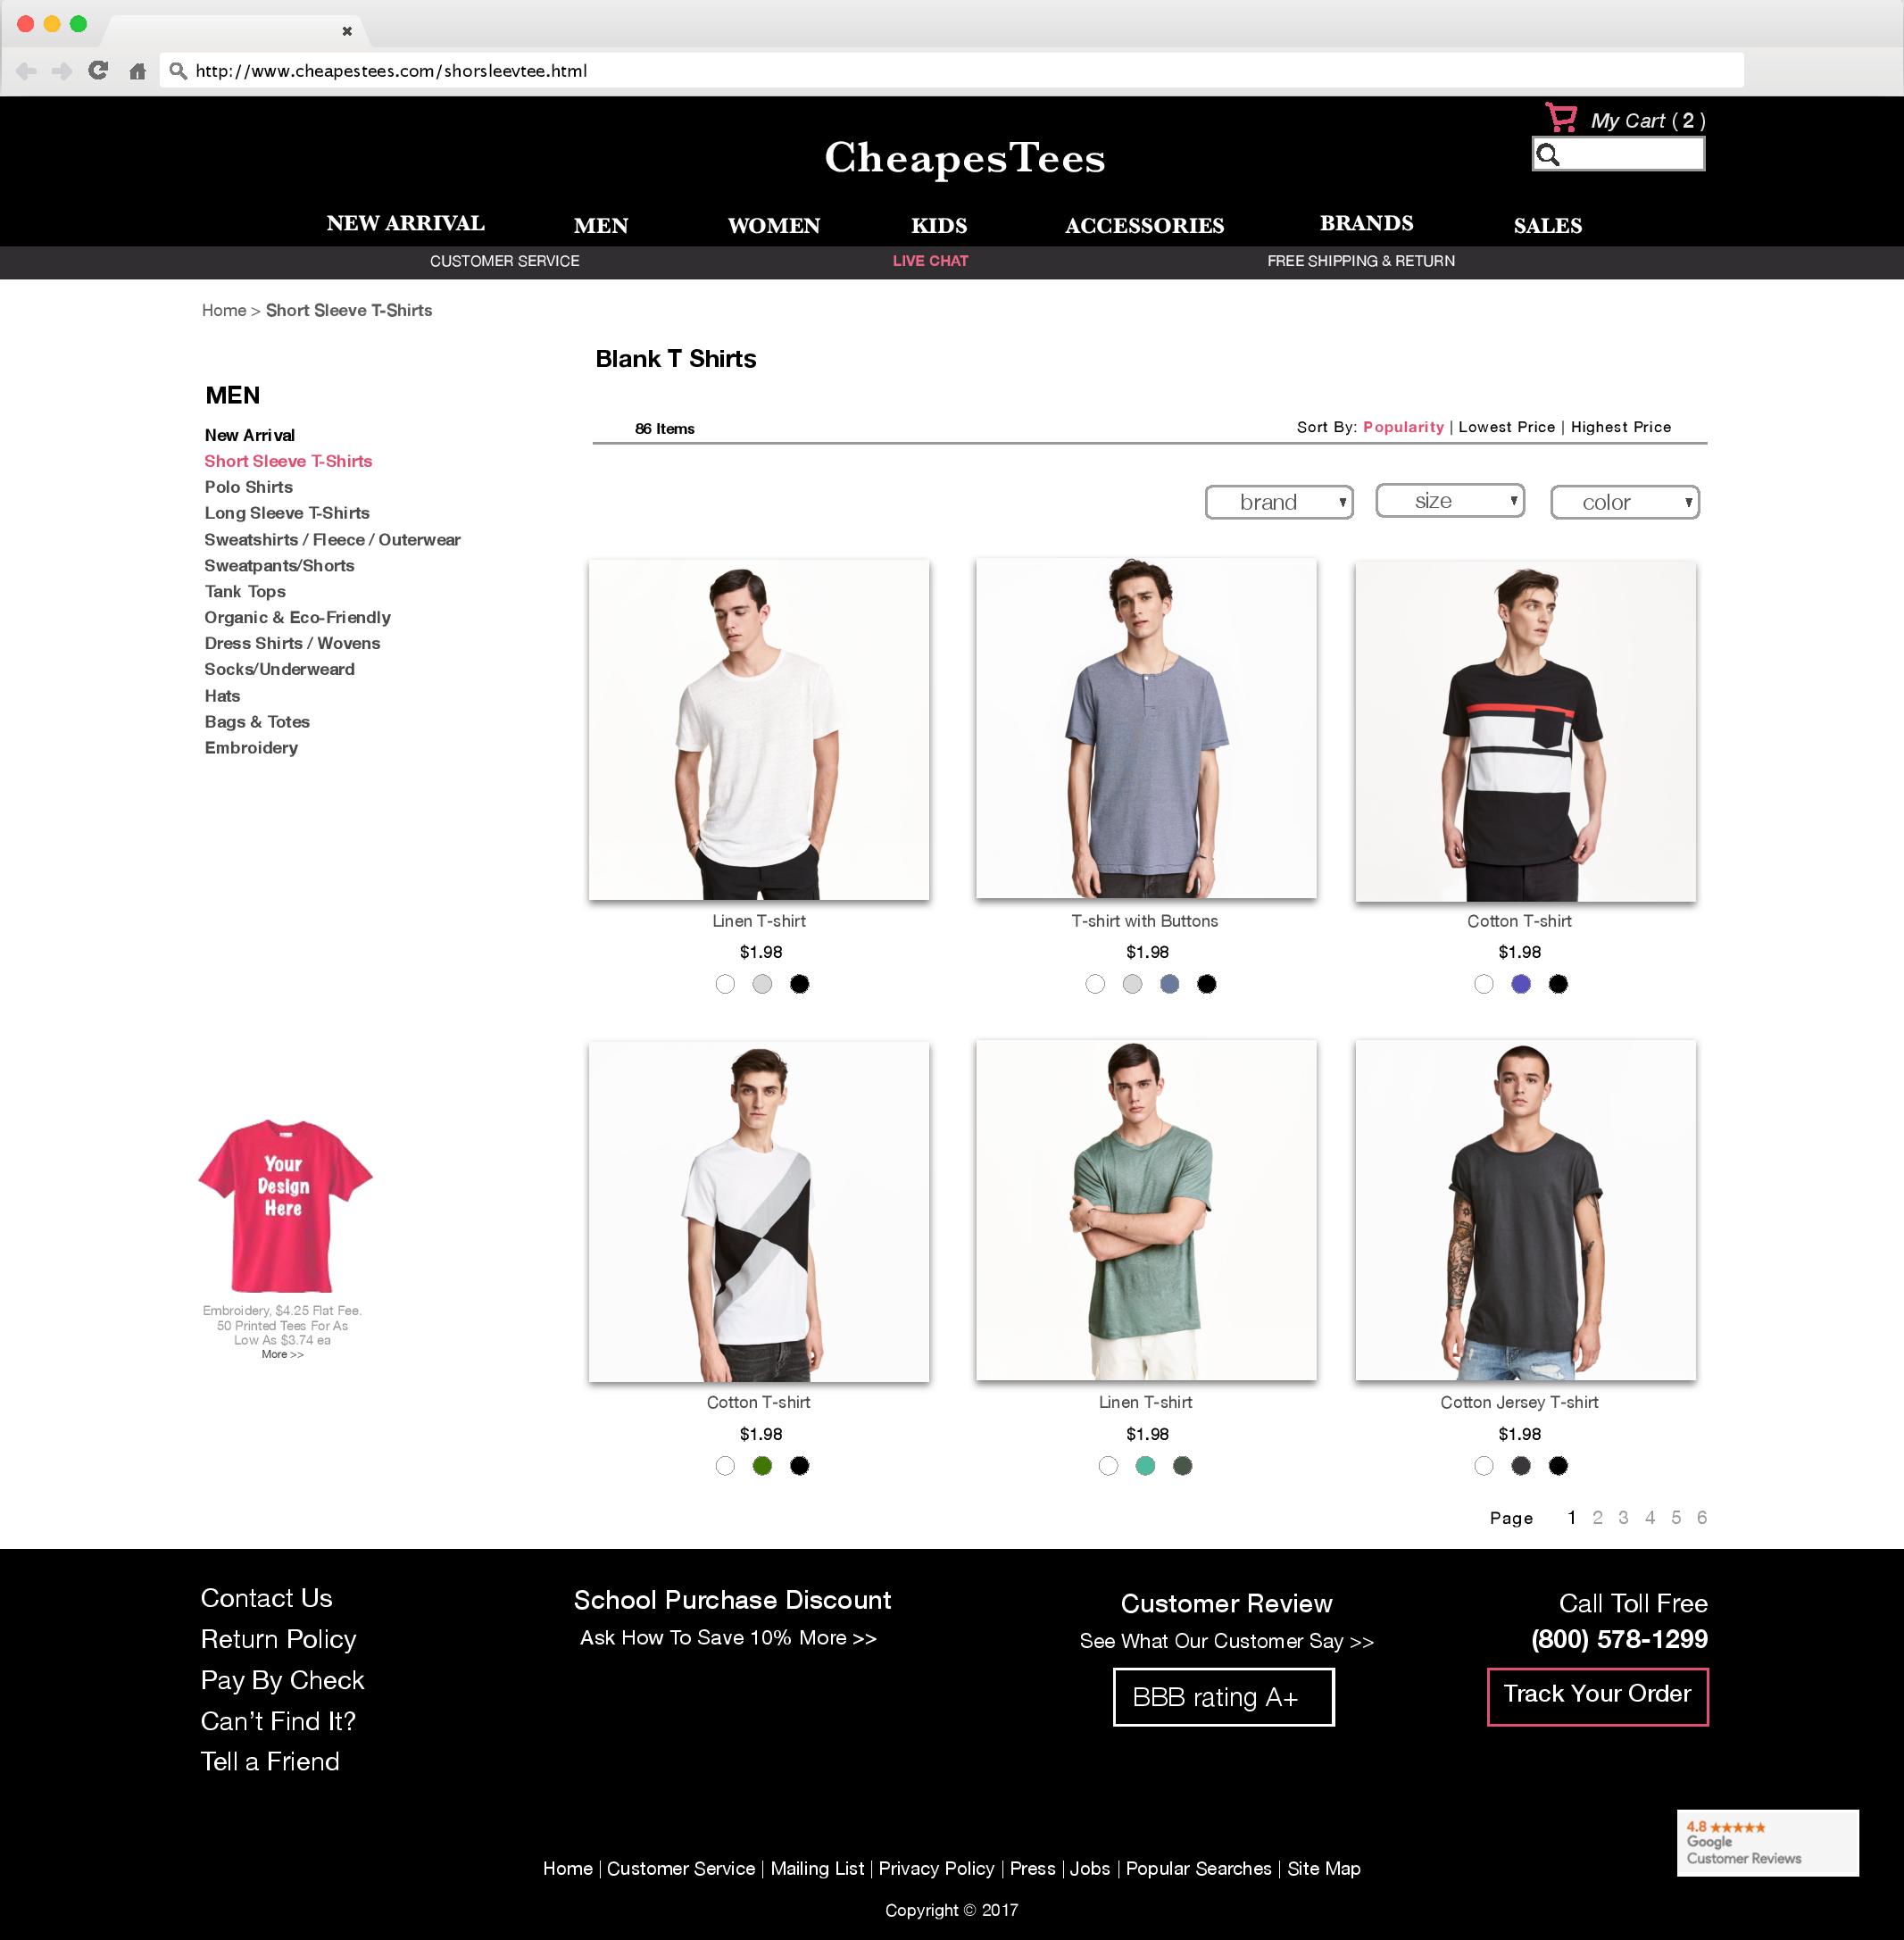 http://www.cheapestees.com/shorsleevtee.html
My Cart ( 2 )
CheapesTees
NEW ARRIVAL MEN WOMEN KIDS ACCESSORIES BRANDS SALES
CUSTOMER SERVICE LIVE CHAT FREE SHIPPING & RETURN
Home > Short Sleeve T-Shirts
Blank T Shirts
MEN
New Arrival
Short Sleeve T-Shirts
Polo Shirts
Long Sleeve T-Shirts
Sweatshirts / Fleece / Outerwear
Sweatpants/Shorts
Tank Tops
Organic & Eco-Friendly
Dress Shirts / Wovens
Socks/Underweard
Hats
Bags & Totes
Embroidery
86 Items
Sort By: Popularity | Lowest Price | Highest Price
brand size color
Linen T-shirt T-shirt with Buttons Cotton T-shirt
$1.98 $1.98 $1.98
Your
Design
Here
Embroidery, $4.25 Flat Fee.
50 Printed Tees For As
Low As $3.74 ea
More >>
Cotton T-shirt Linen T-shirt Cotton Jersey T-shirt
$1.98 $1.98 $1.98
Page 1 2 3 4 5 6
Contact Us
Return Policy
Pay By Check
Can't Find It?
Tell a Friend
School Purchase Discount
Ask How To Save 10% More >>
Customer Review
See What Our Customer Say >>
BBB rating A+
Call Toll Free
(800) 578-1299
Track Your Order
4.8 ★★★★★
Google
Customer Reviews
Home | Customer Service | Mailing List | Privacy Policy | Press | Jobs | Popular Searches | Site Map
Copyright © 2017